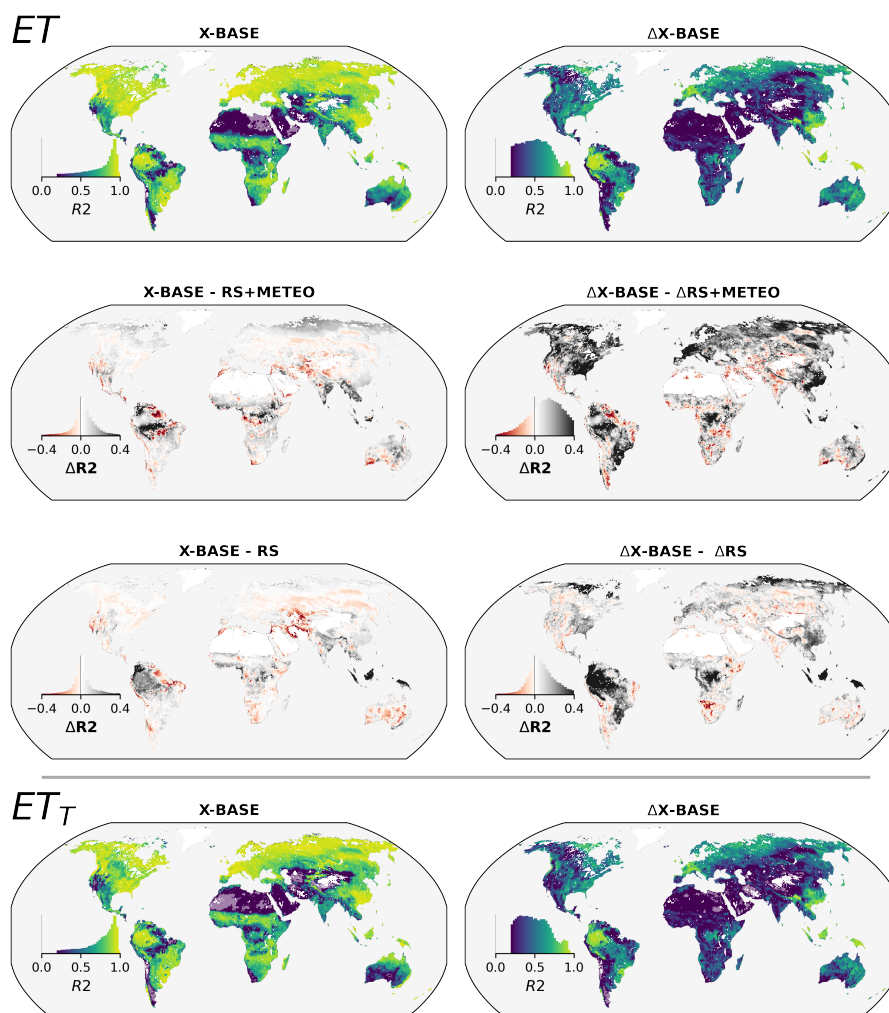 ET
X-BASE
ΔX-BASE
0.0 0.5 1.0
R2
0.0 0.5 1.0
R2
X-BASE - RS+METEO
ΔX-BASE - ΔRS+METEO
−0.4 0.0 0.4
ΔR2
−0.4 0.0 0.4
ΔR2
X-BASE - RS
ΔX-BASE -  ΔRS
−0.4 0.0 0.4
ΔR2
−0.4 0.0 0.4
ΔR2
ET_T
X-BASE
ΔX-BASE
0.0 0.5 1.0
R2
0.0 0.5 1.0
R2